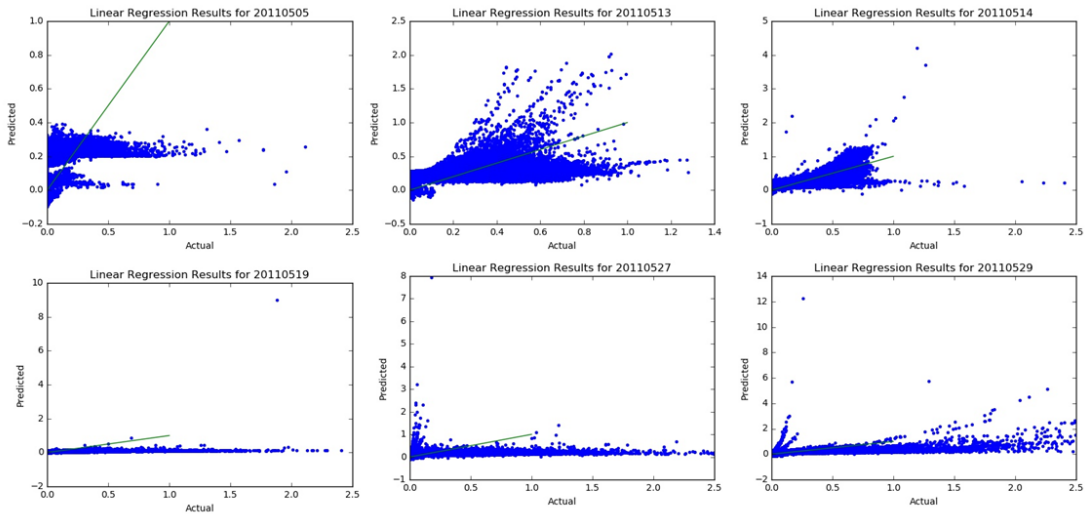 Linear Regression Results for 20110505
Predicted
1.0
0.8
0.6
0.4
0.2
0.0
−0.2
0.0 0.5 1.0 1.5 2.0 2.5
Actual
Linear Regression Results for 20110513
Predicted
2.5
2.0
1.5
1.0
0.5
0.0
−0.5
0.0 0.2 0.4 0.6 0.8 1.0 1.2 1.4
Actual
Linear Regression Results for 20110514
Predicted
5
4
3
2
1
0
−1
0.0 0.5 1.0 1.5 2.0 2.5
Actual
Linear Regression Results for 20110519
Predicted
10
8
6
4
2
0
−2
0.0 0.5 1.0 1.5 2.0 2.5
Actual
Linear Regression Results for 20110527
Predicted
8
7
6
5
4
3
2
1
0
−1
0.0 0.5 1.0 1.5 2.0 2.5
Actual
Linear Regression Results for 20110529
Predicted
14
12
10
8
6
4
2
0
−2
0.0 0.5 1.0 1.5 2.0 2.5
Actual